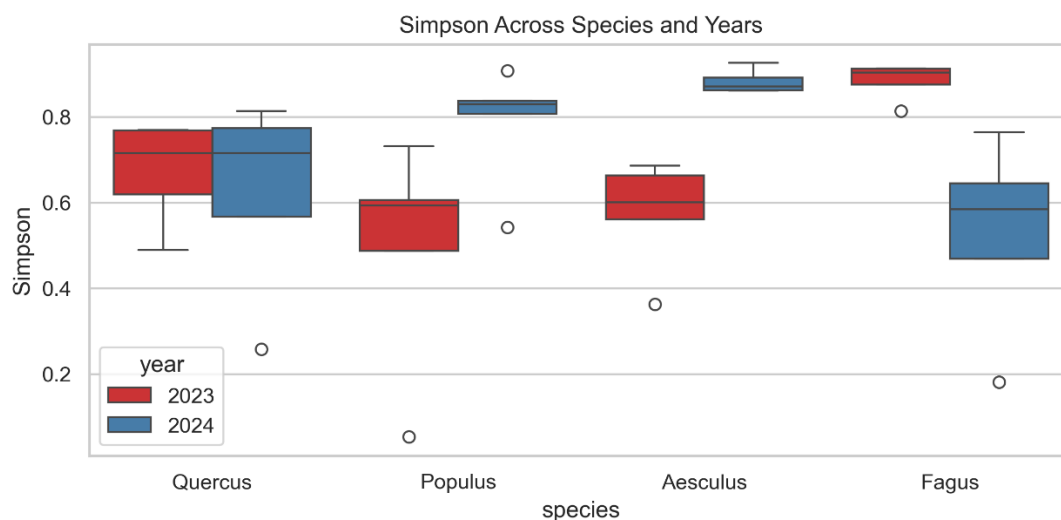 Simpson Across Species and Years
Simpson
0.8
0.6
0.4
0.2
year
2023
2024
Quercus
Populus
Aesculus
Fagus
species